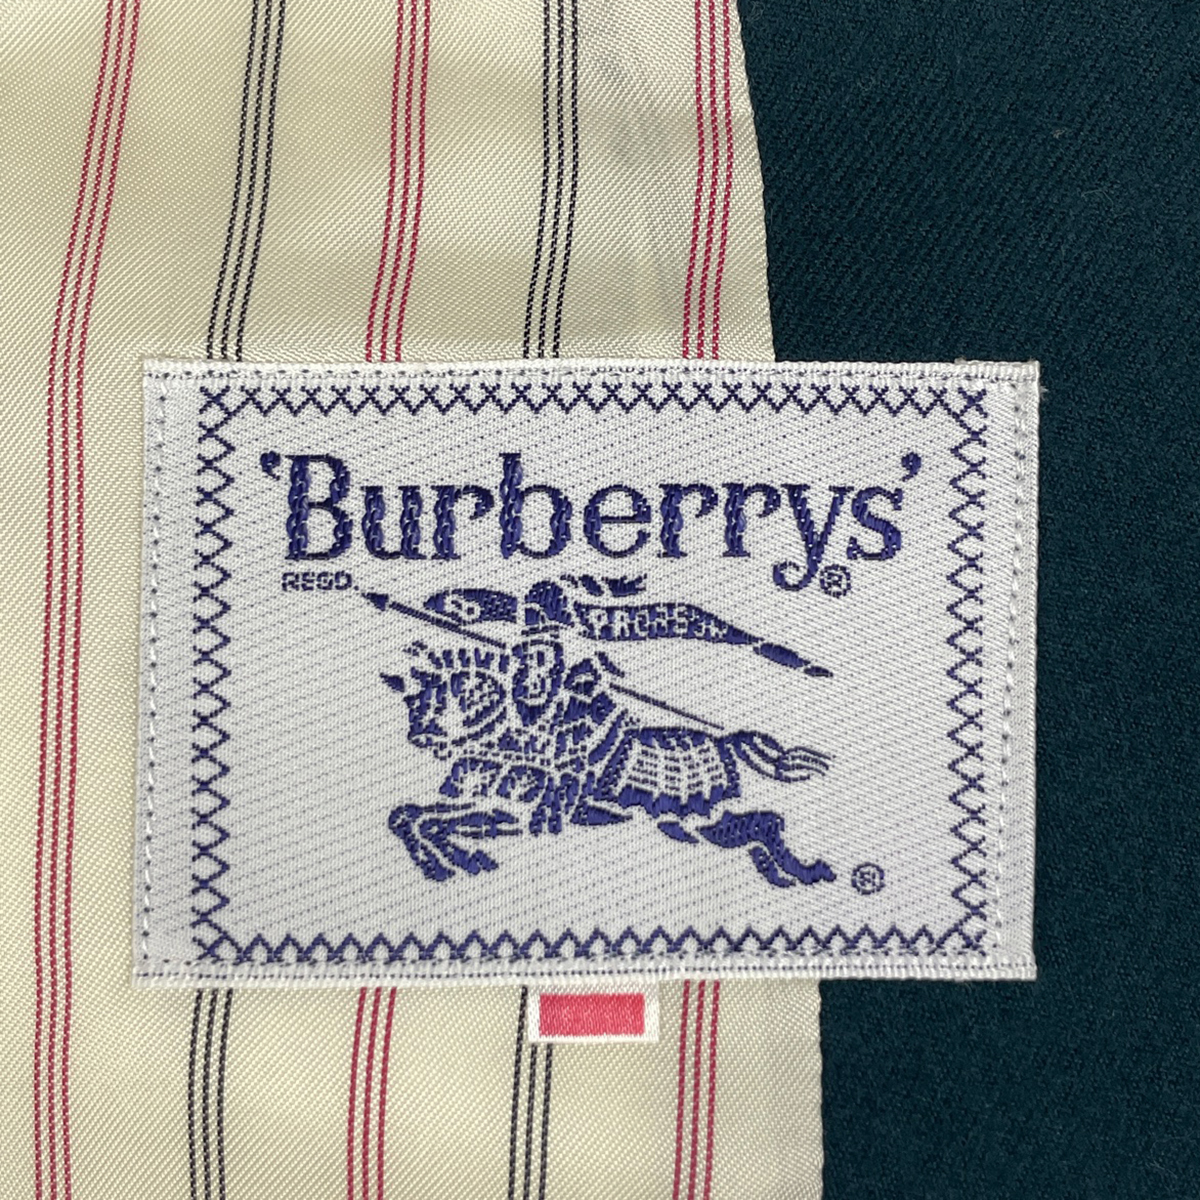 'Burberrys'
REGD. ®
PRORSUM
®